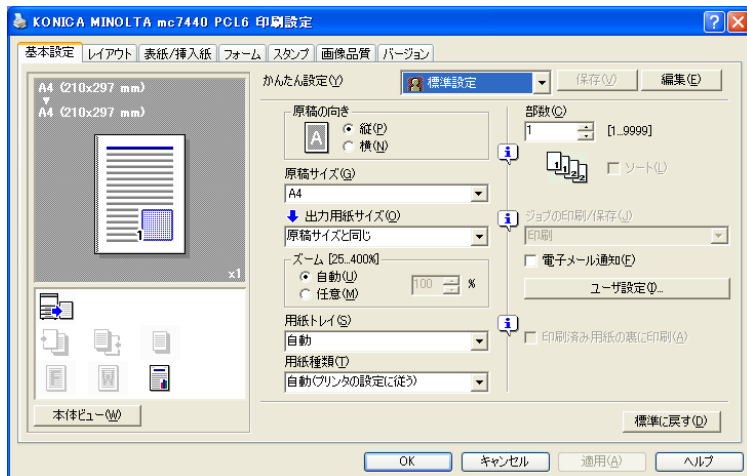 KONICA MINOLTA mc7440 PCL6 印刷設定
基本設定 レイアウト 表紙/挿入紙 フォーム スタンプ 画像品質 バージョン
A4 (210x297 mm)
A4 (210x297 mm)
1
x1
本体ビュー(W)
かんたん設定(Y) 標準設定 保存(V) 編集(E)
原稿の向き
A
縦(P)
横(N)
原稿サイズ(G)
A4
出力用紙サイズ(O)
原稿サイズと同じ
ズーム [25...400%]
自動(U)
任意(M)
100 %
用紙トレイ(S)
自動
用紙種類(T)
自動(プリンタの設定に従う)
部数(C)
1 [1...9999]
1 1 2 2
ソート(L)
ジョブの印刷/保存(J)
印刷
電子メール通知(F)
ユーザ設定(I)...
印刷済み用紙の裏に印刷(A)
標準に戻す(D)
OK キャンセル 適用(A) ヘルプ